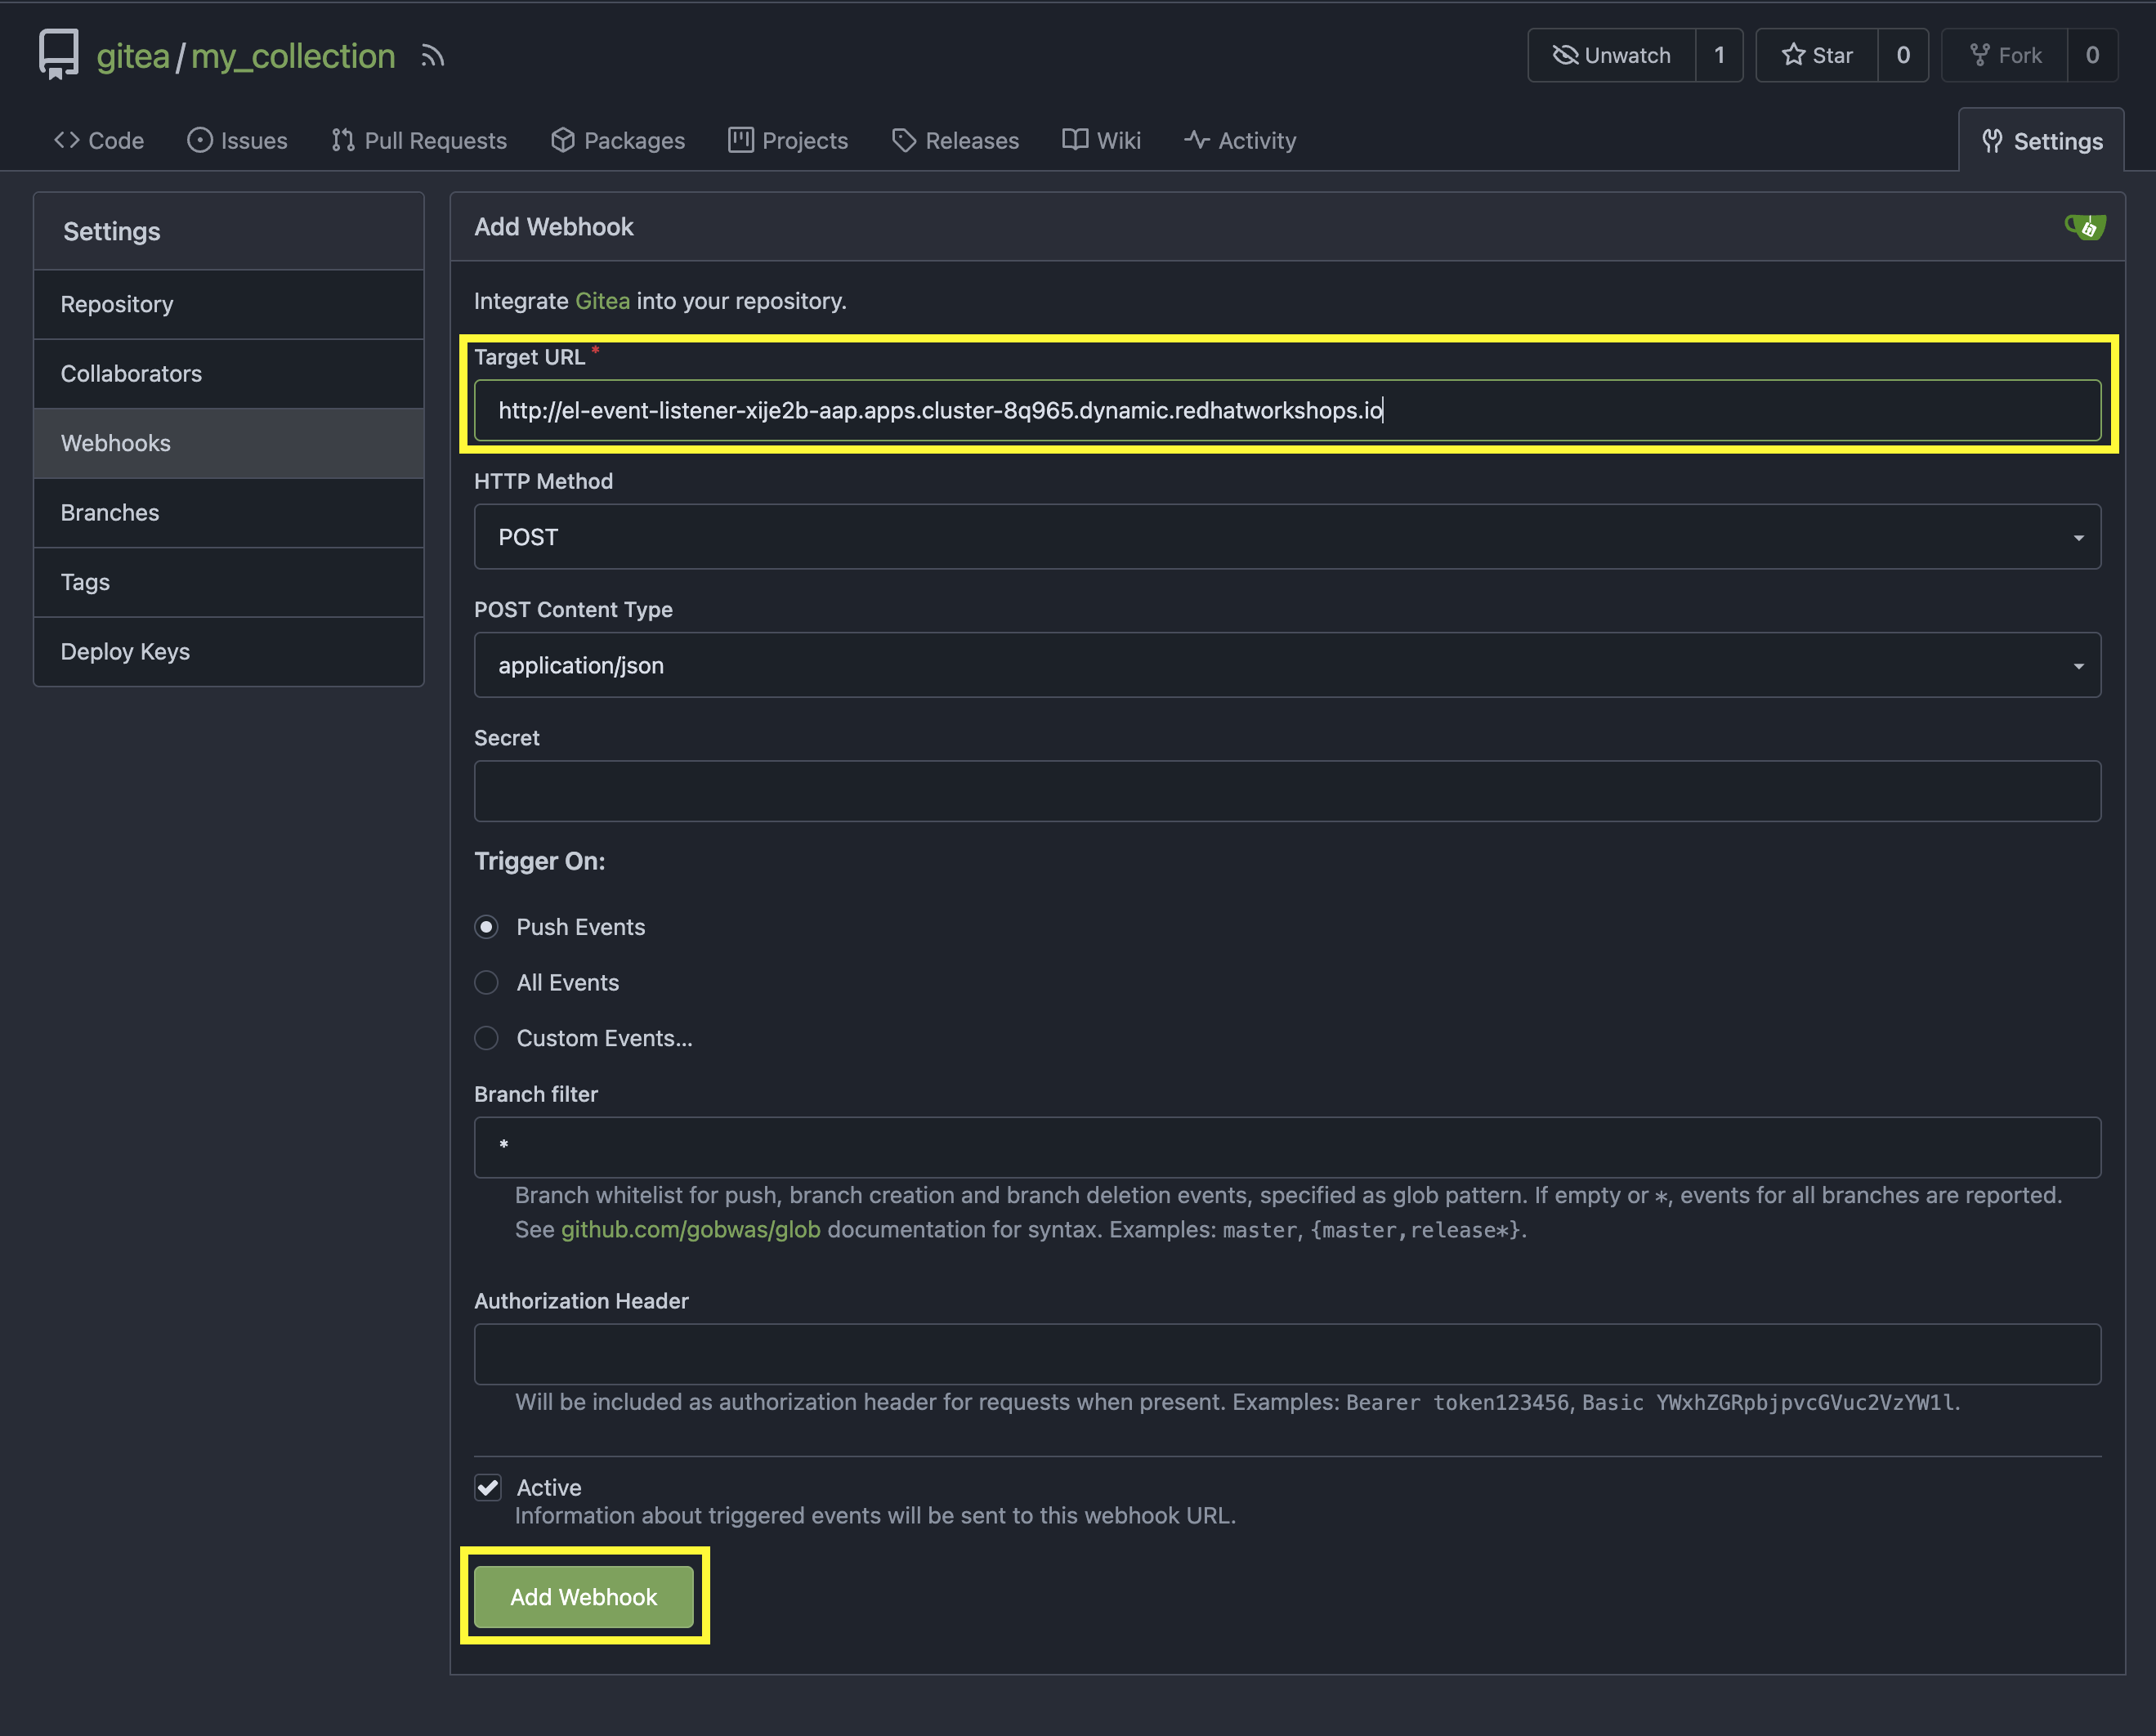 gitea/my_collection
Unwatch 1 Star 0 Fork 0
Code Issues Pull Requests Packages Projects Releases Wiki Activity Settings
Settings
Repository
Collaborators
Webhooks
Branches
Tags
Deploy Keys
Add Webhook
Integrate Gitea into your repository.
Target URL *
http://el-event-listener-xije2b-aap.apps.cluster-8q965.dynamic.redhatworkshops.io
HTTP Method
POST
POST Content Type
application/json
Secret
Trigger On:
Push Events
All Events
Custom Events...
Branch filter
*
Branch whitelist for push, branch creation and branch deletion events, specified as glob pattern. If empty or *, events for all branches are reported.
See github.com/gobwas/glob documentation for syntax. Examples: master, {master,release*}.
Authorization Header
Will be included as authorization header for requests when present. Examples: Bearer token123456, Basic YWxhZGRpbjpvcGVuc2VzYW1l.
Active
Information about triggered events will be sent to this webhook URL.
Add Webhook